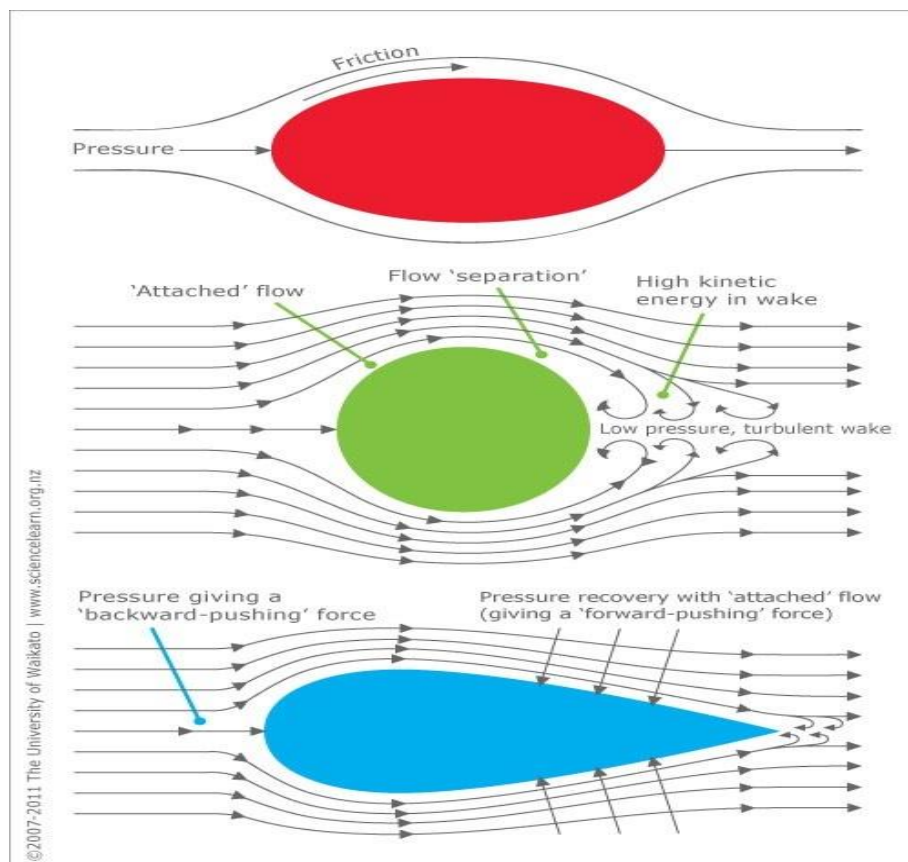 Friction
Pressure
Flow ‘separation’
‘Attached’ flow
High kinetic
energy in wake
Low pressure, turbulent wake
Pressure giving a
‘backward-pushing’ force
Pressure recovery with ‘attached’ flow
(giving a ‘forward-pushing’ force)
©2007-2011 The University of Waikato | www.sciencelearn.org.nz